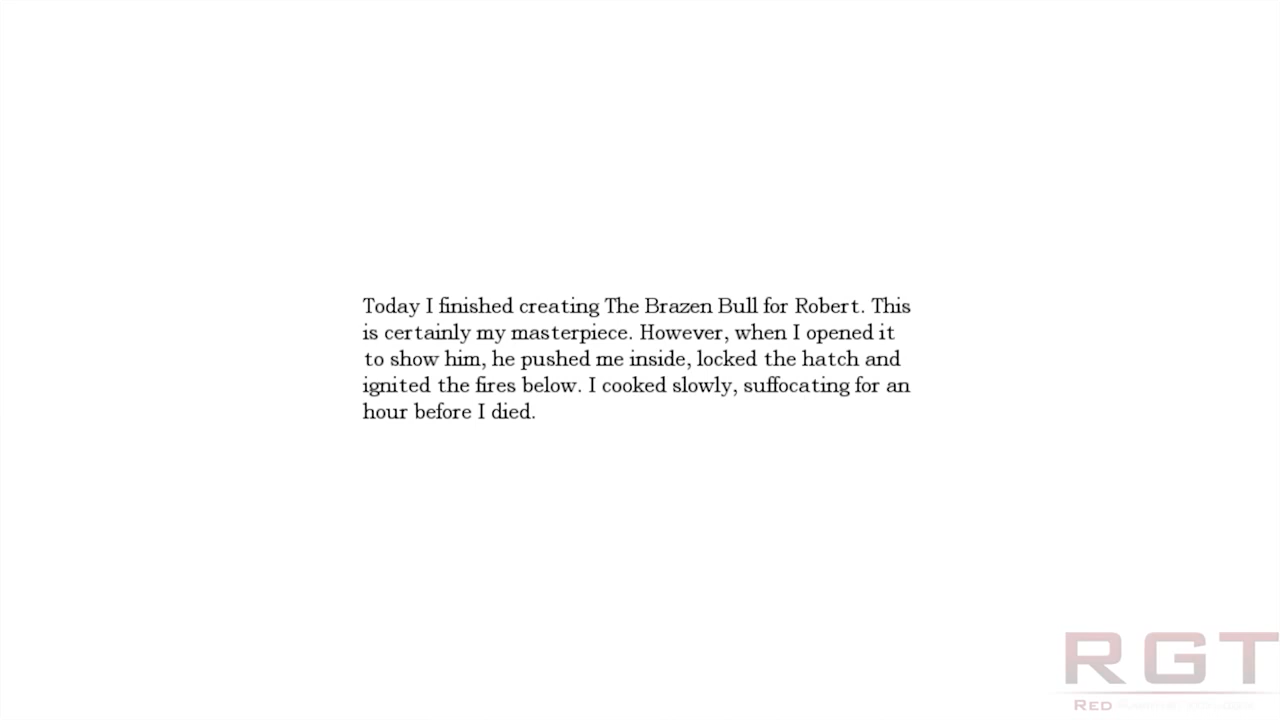 Today I finished creating The Brazen Bull for Robert. This
is certainly my masterpiece. However, when I opened it
to show him, he pushed me inside, locked the hatch and
ignited the fires below. I cooked slowly, suffocating for an
hour before I died.
RGT
RED